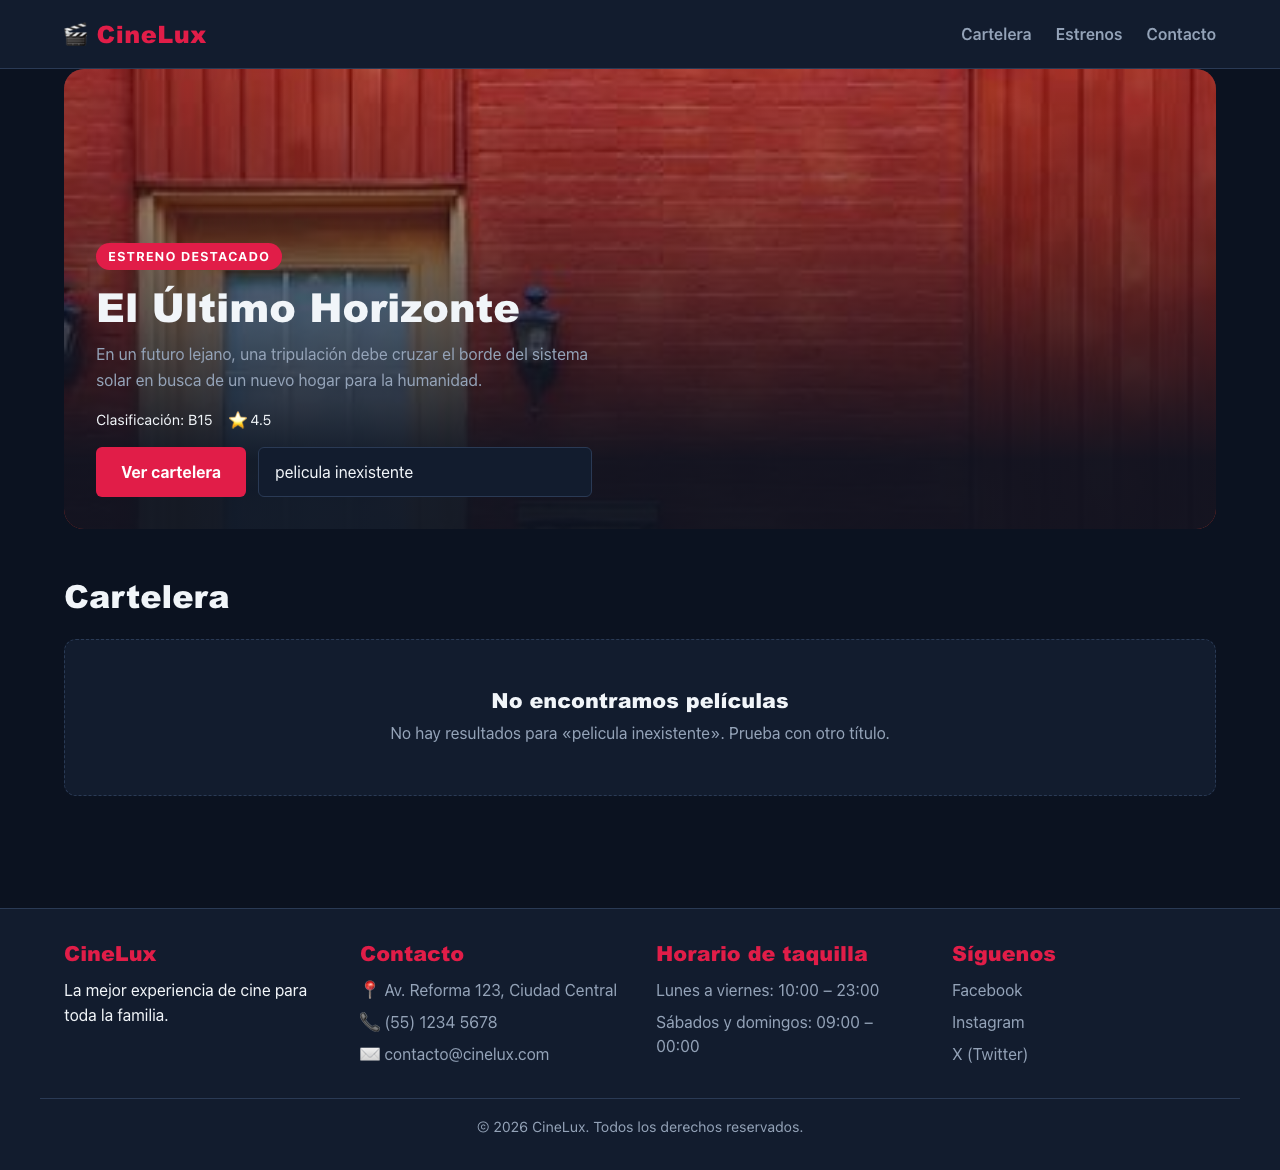 🎬 CineLux
Cartelera Estrenos Contacto
ESTRENO DESTACADO
El Último Horizonte
En un futuro lejano, una tripulación debe cruzar el borde del sistema
solar en busca de un nuevo hogar para la humanidad.
Clasificación: B15 ⭐ 4.5
Ver cartelera
pelicula inexistente
Cartelera
No encontramos películas
No hay resultados para «pelicula inexistente». Prueba con otro título.
CineLux
La mejor experiencia de cine para
toda la familia.
Contacto
📍 Av. Reforma 123, Ciudad Central
📞 (55) 1234 5678
✉️ contacto@cinelux.com
Horario de taquilla
Lunes a viernes: 10:00 – 23:00
Sábados y domingos: 09:00 –
00:00
Síguenos
Facebook
Instagram
X (Twitter)
© 2026 CineLux. Todos los derechos reservados.